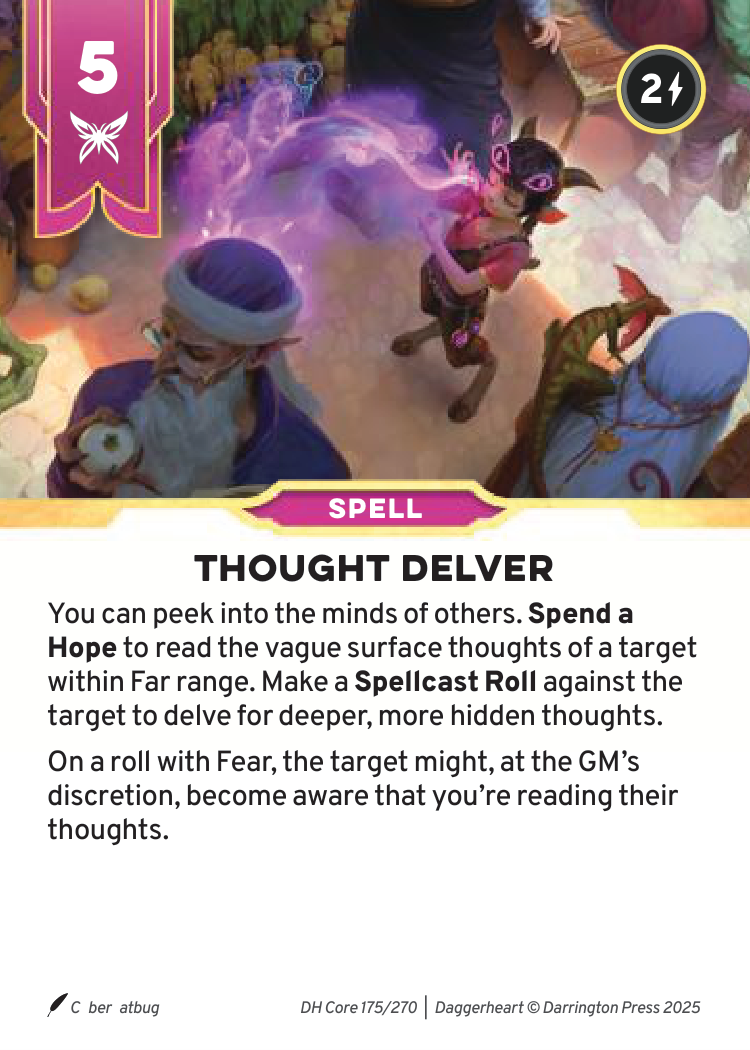 5
2
SPELL
THOUGHT DELVER
You can peek into the minds of others. Spend a
Hope to read the vague surface thoughts of a target
within Far range. Make a Spellcast Roll against the
target to delve for deeper, more hidden thoughts.
On a roll with Fear, the target might, at the GM’s
discretion, become aware that you’re reading their
thoughts.
C ber atbug
DH Core 175/270 | Daggerheart © Darrington Press 2025